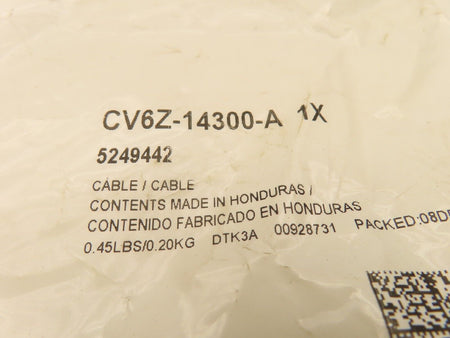 CV6Z-14300-A 1X
5249442
CABLE / CABLE
CONTENTS MADE IN HONDURAS /
CONTENIDO FABRICADO EN HONDURAS
0.45LBS/0.20KG DTK3A 00928731 PACKED:08DE